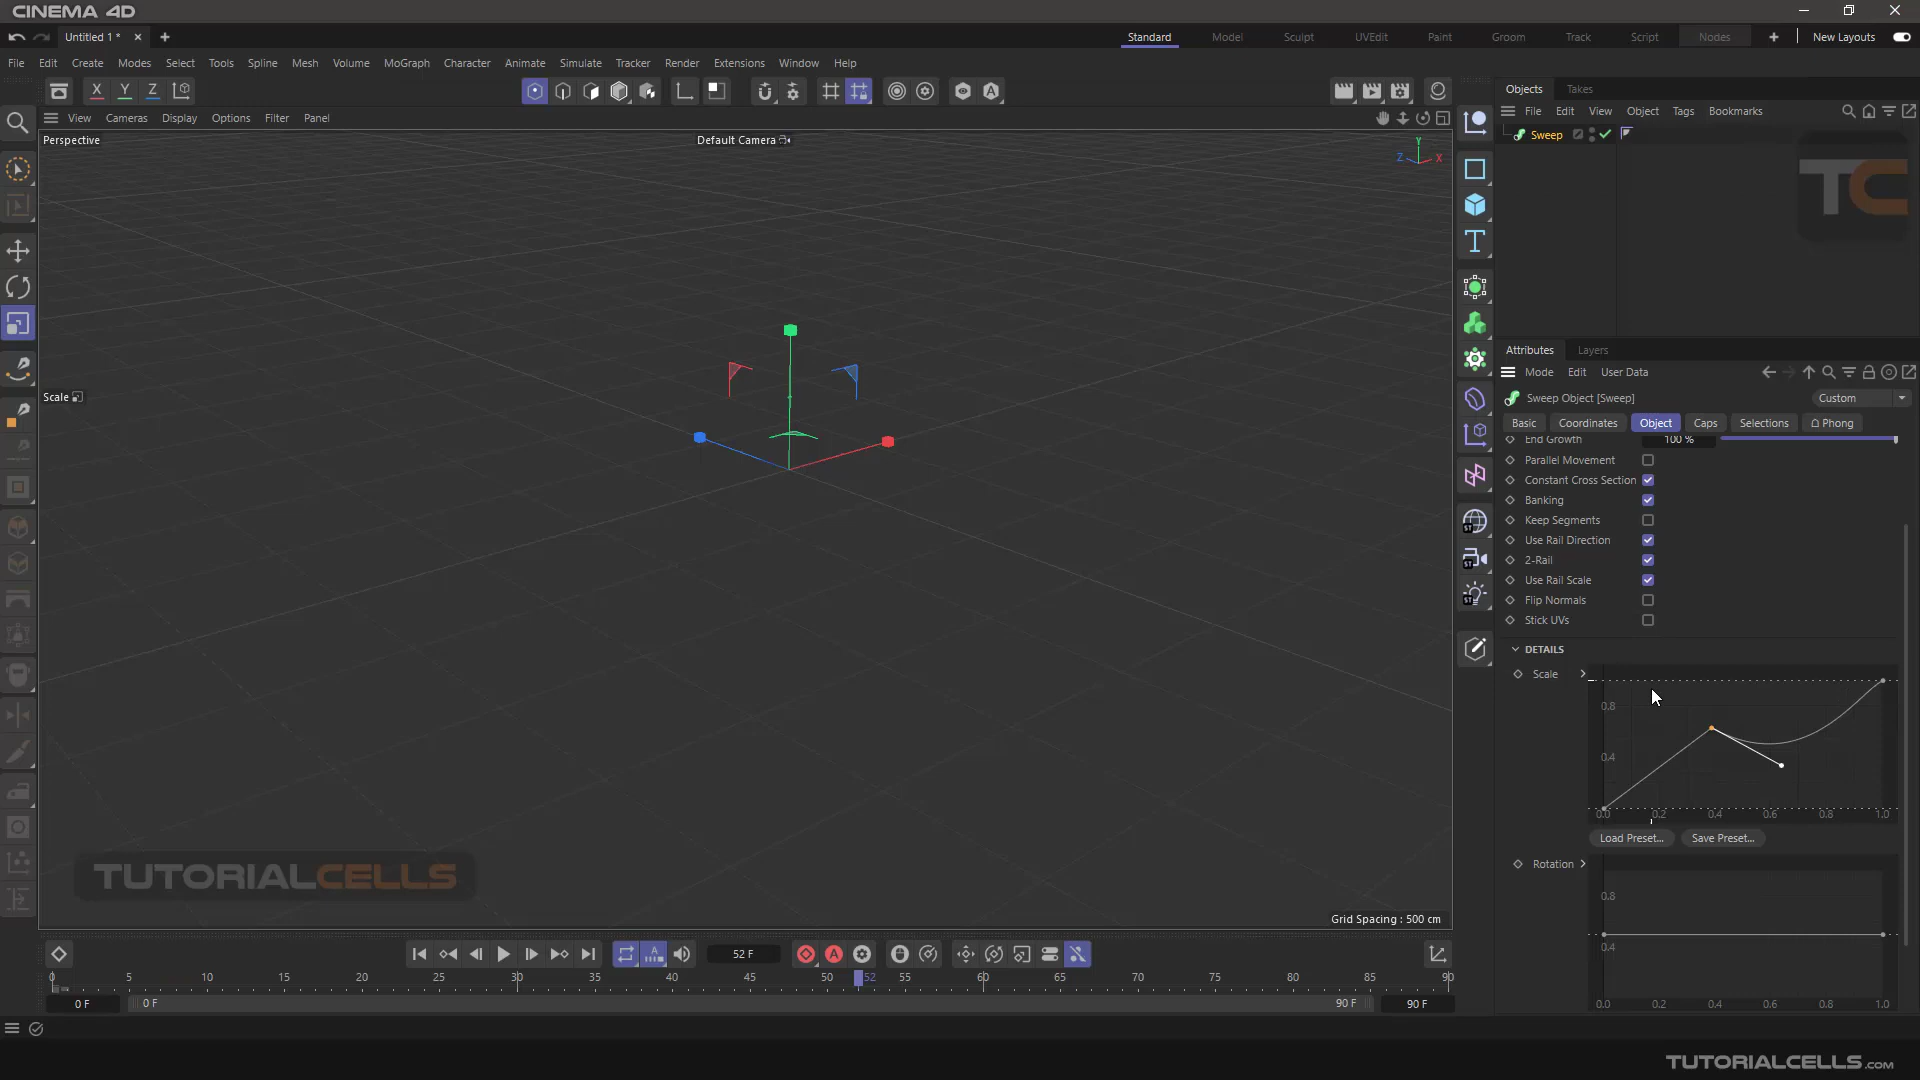 CINEMA 4D
Untitled 1 *
Standard
Model
Sculpt
UVEdit
Paint
Groom
Track
Script
Nodes
New Layouts
File Edit Create Modes Select Tools Spline Mesh Volume MoGraph Character Animate Simulate Tracker Render Extensions Window Help
X Y Z
View Cameras Display Options Filter Panel
Perspective
Default Camera
Y
Z
X
Scale
TUTORIALCELLS
Grid Spacing : 500 cm
Objects Takes
File Edit View Object Tags Bookmarks
Sweep
TC
Attributes Layers
Mode Edit User Data
Sweep Object [Sweep]
Custom
Basic Coordinates Object Caps Selections Phong
End Growth 100 %
Parallel Movement
Constant Cross Section
Banking
Keep Segments
Use Rail Direction
2-Rail
Use Rail Scale
Flip Normals
Stick UVs
DETAILS
Scale
0.8
0.4
0.0 0.2 0.4 0.6 0.8 1.0
Load Preset... Save Preset...
Rotation
0.8
0.4
0.0 0.2 0.4 0.6 0.8 1.0
52 F
0 5 10 15 20 25 30 35 40 45 50 52 55 60 65 70 75 80 85 90
0 F
0 F
90 F
90 F
TUTORIALCELLS.com